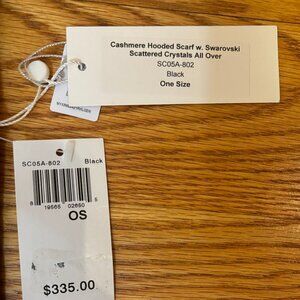 Cashmere Hooded Scarf w. Swarovski
Scattered Crystals All Over
SC05A-802
Black
One Size
SC05A-802 Black
OS
$335.00